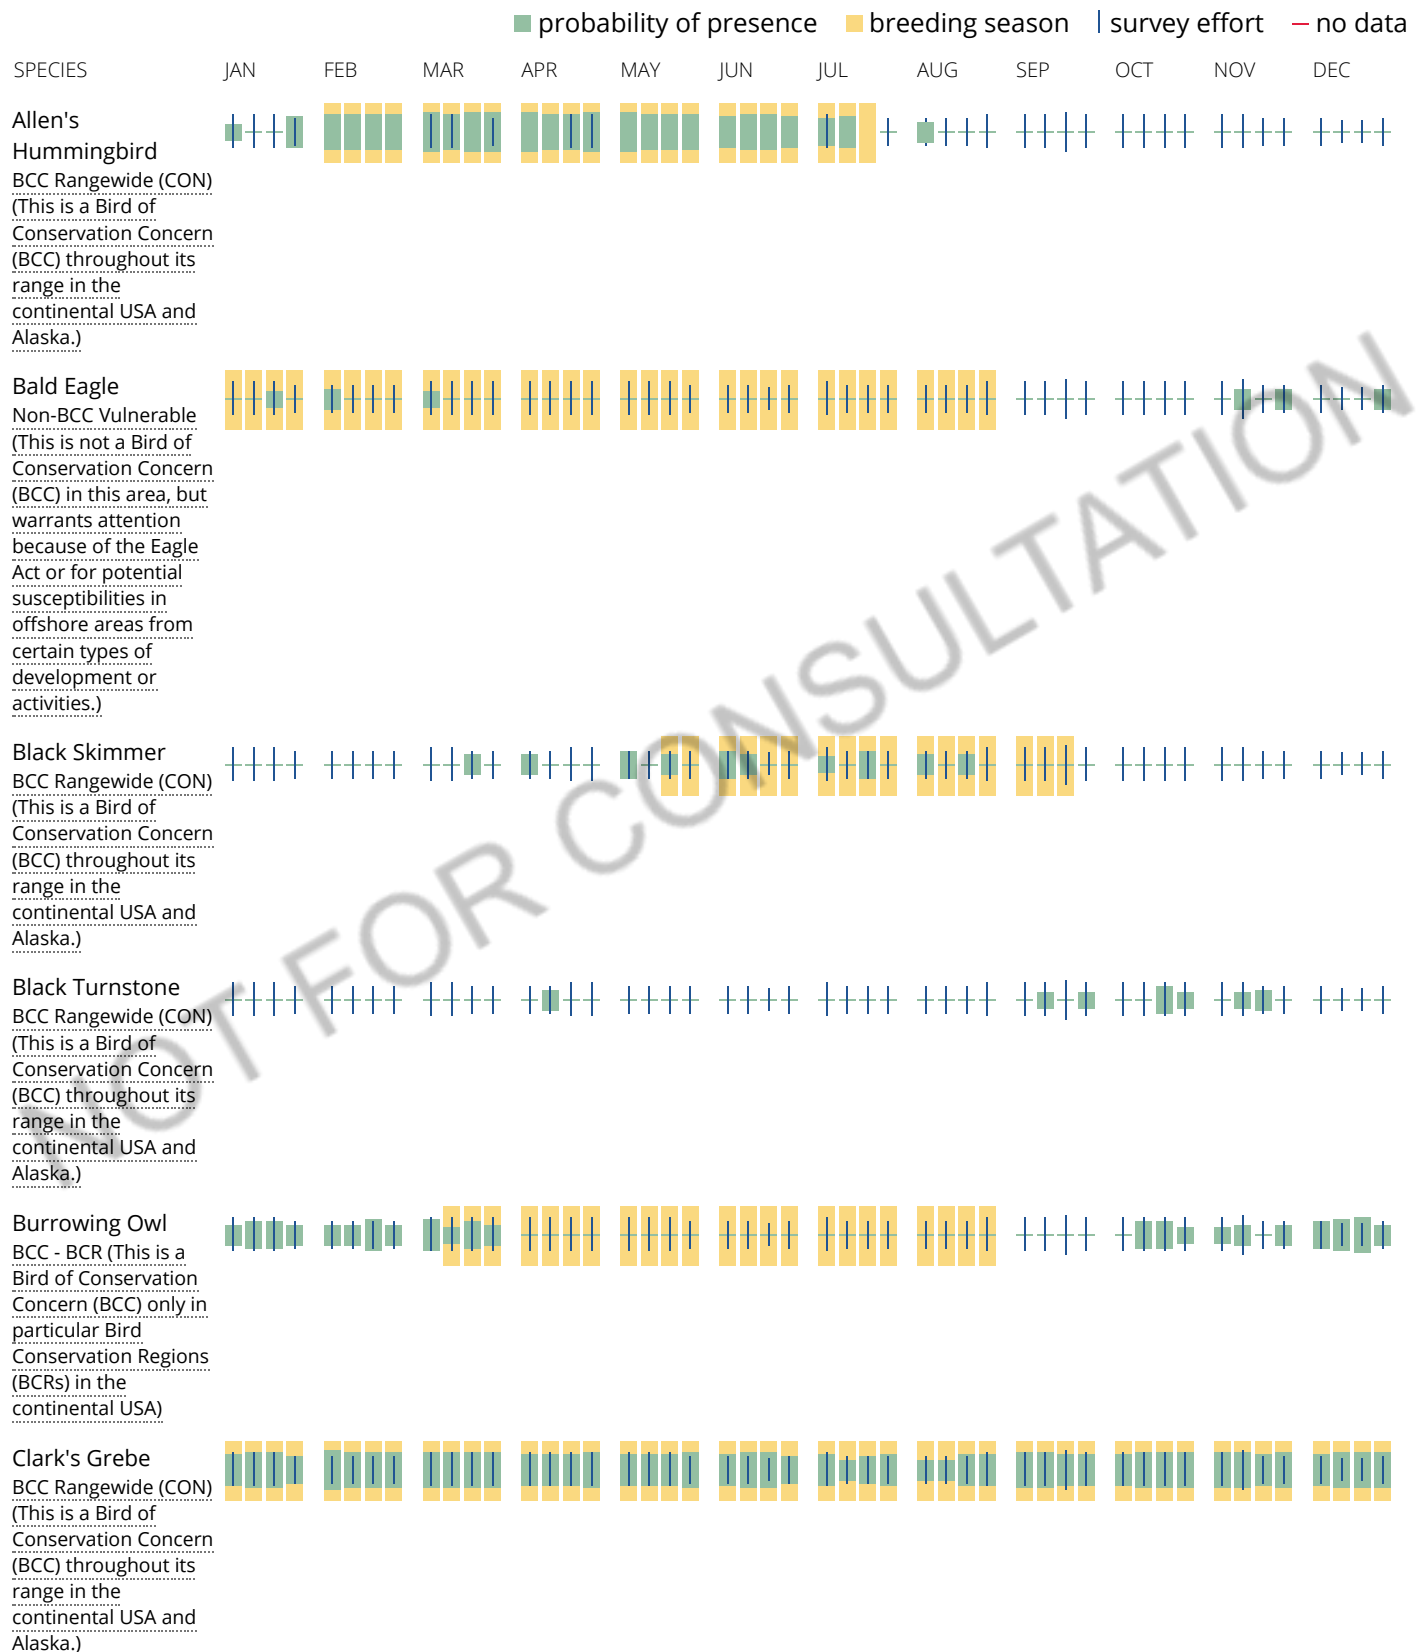 probability of presence breeding season survey effort no data
SPECIES JAN FEB MAR APR MAY JUN JUL AUG SEP OCT NOV DEC
Allen's
Hummingbird
BCC Rangewide (CON)
(This is a Bird of
Conservation Concern
(BCC) throughout its
range in the
continental USA and
Alaska.)
Bald Eagle
Non-BCC Vulnerable
(This is not a Bird of
Conservation Concern
(BCC) in this area, but
warrants attention
because of the Eagle
Act or for potential
susceptibilities in
offshore areas from
certain types of
development or
activities.)
Black Skimmer
BCC Rangewide (CON)
(This is a Bird of
Conservation Concern
(BCC) throughout its
range in the
continental USA and
Alaska.)
Black Turnstone
BCC Rangewide (CON)
(This is a Bird of
Conservation Concern
(BCC) throughout its
range in the
continental USA and
Alaska.)
Burrowing Owl
BCC - BCR (This is a
Bird of Conservation
Concern (BCC) only in
particular Bird
Conservation Regions
(BCRs) in the
continental USA)
Clark's Grebe
BCC Rangewide (CON)
(This is a Bird of
Conservation Concern
(BCC) throughout its
range in the
continental USA and
Alaska.)
NOT FOR CONSULTATION